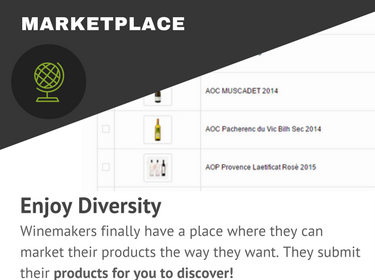 MARKETPLACE
AOC MUSCADET 2014
AOC Pacherenc du Vic Bilh Sec 2014
AOP Provence Laetificat Rosé 2015
Enjoy Diversity
Winemakers finally have a place where they can
market their products the way they want. They submit
their products for you to discover!